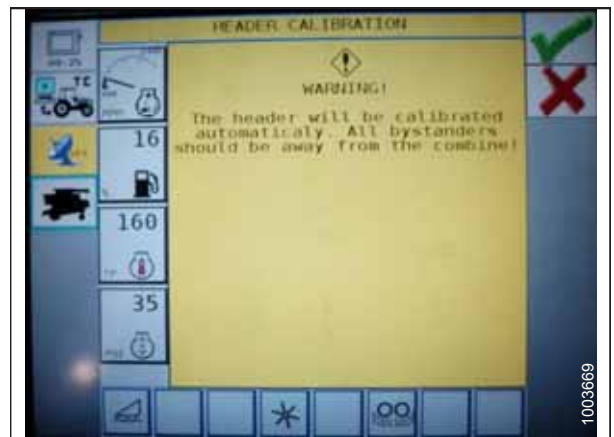 HEADER CALIBRATION
WARNING!
The header will be calibrated
automaticaly. All bystanders
should be away from the combine!
TC
16
160
35
1003669